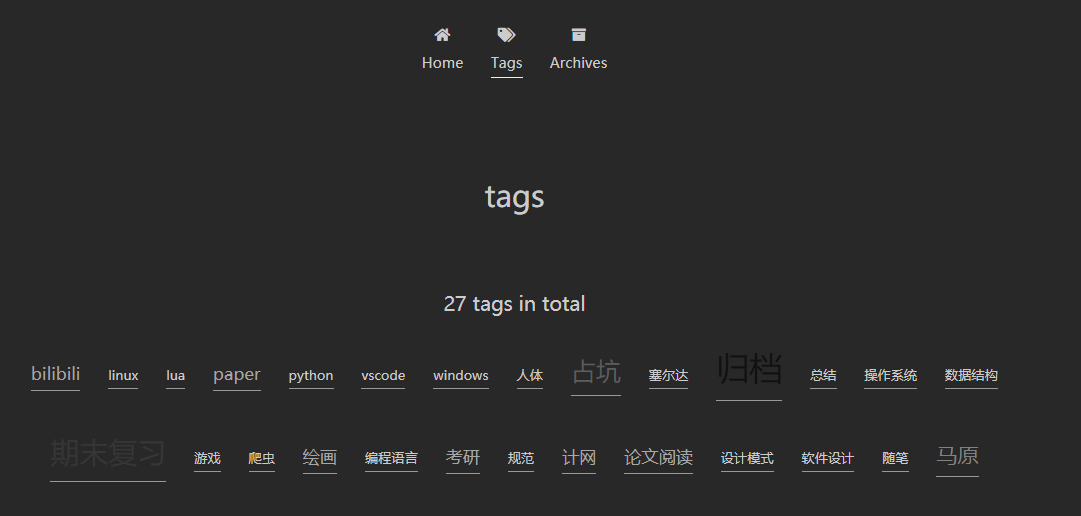 Home Tags Archives
tags
27 tags in total
bilibili linux lua paper python vscode windows 人体 占坑 塞尔达 归档 总结 操作系统 数据结构
期末复习 游戏 爬虫 绘画 编程语言 考研 规范 计网 论文阅读 设计模式 软件设计 随笔 马原